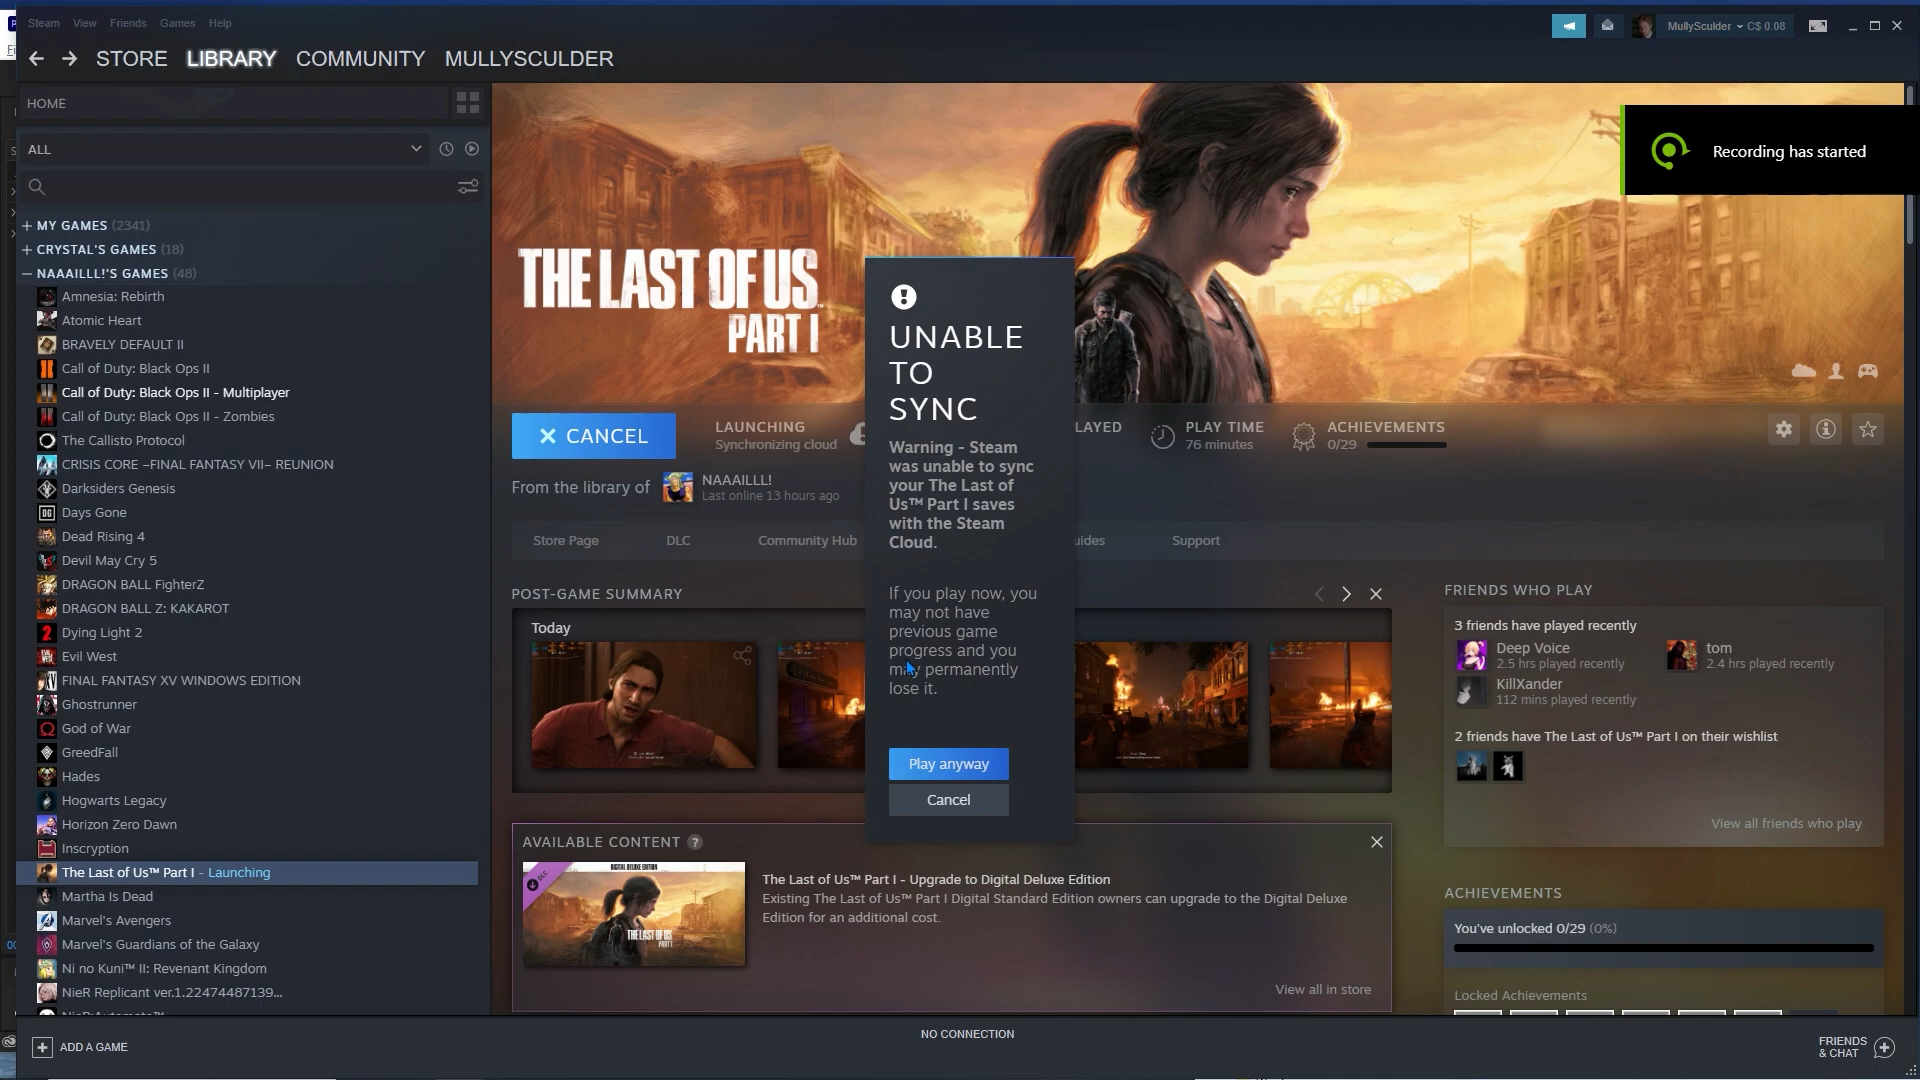 Steam View Friends Games Help
MullySculder C$ 0.08
STORE LIBRARY COMMUNITY MULLYSCULDER
HOME
ALL
MY GAMES (2341)
CRYSTAL'S GAMES (18)
NAAAILLL!'S GAMES (48)
Amnesia: Rebirth
Atomic Heart
BRAVELY DEFAULT II
Call of Duty: Black Ops II
Call of Duty: Black Ops II - Multiplayer
Call of Duty: Black Ops II - Zombies
The Callisto Protocol
CRISIS CORE –FINAL FANTASY VII– REUNION
Darksiders Genesis
Days Gone
Dead Rising 4
Devil May Cry 5
DRAGON BALL FighterZ
DRAGON BALL Z: KAKAROT
Dying Light 2
Evil West
FINAL FANTASY XV WINDOWS EDITION
Ghostrunner
God of War
GreedFall
Hades
Hogwarts Legacy
Horizon Zero Dawn
Inscryption
The Last of Us™ Part I - Launching
Martha Is Dead
Marvel's Avengers
Marvel's Guardians of the Galaxy
Ni no Kuni™ II: Revenant Kingdom
NieR Replicant ver.1.22474487139...
ADD A GAME
Recording has started
THE LAST OF US™
PART I
CANCEL
LAUNCHING
Synchronizing cloud
LAYED
PLAY TIME
76 minutes
ACHIEVEMENTS
0/29
From the library of
NAAAILLL!
Last online 13 hours ago
Store Page DLC Community Hub uides Support
UNABLE
TO
SYNC
Warning - Steam
was unable to sync
your The Last of
Us™ Part I saves
with the Steam
Cloud.
If you play now, you
may not have
previous game
progress and you
may permanently
lose it.
Play anyway
Cancel
POST-GAME SUMMARY
Today
AVAILABLE CONTENT ?
DIGITAL DELUXE EDITION
DLC
THE LAST OF US
PART I
The Last of Us™ Part I - Upgrade to Digital Deluxe Edition
Existing The Last of Us™ Part I Digital Standard Edition owners can upgrade to the Digital Deluxe
Edition for an additional cost.
View all in store
FRIENDS WHO PLAY
3 friends have played recently
Deep Voice
2.5 hrs played recently
tom
2.4 hrs played recently
KillXander
112 mins played recently
2 friends have The Last of Us™ Part I on their wishlist
View all friends who play
ACHIEVEMENTS
You've unlocked 0/29 (0%)
Locked Achievements
NO CONNECTION
FRIENDS
& CHAT